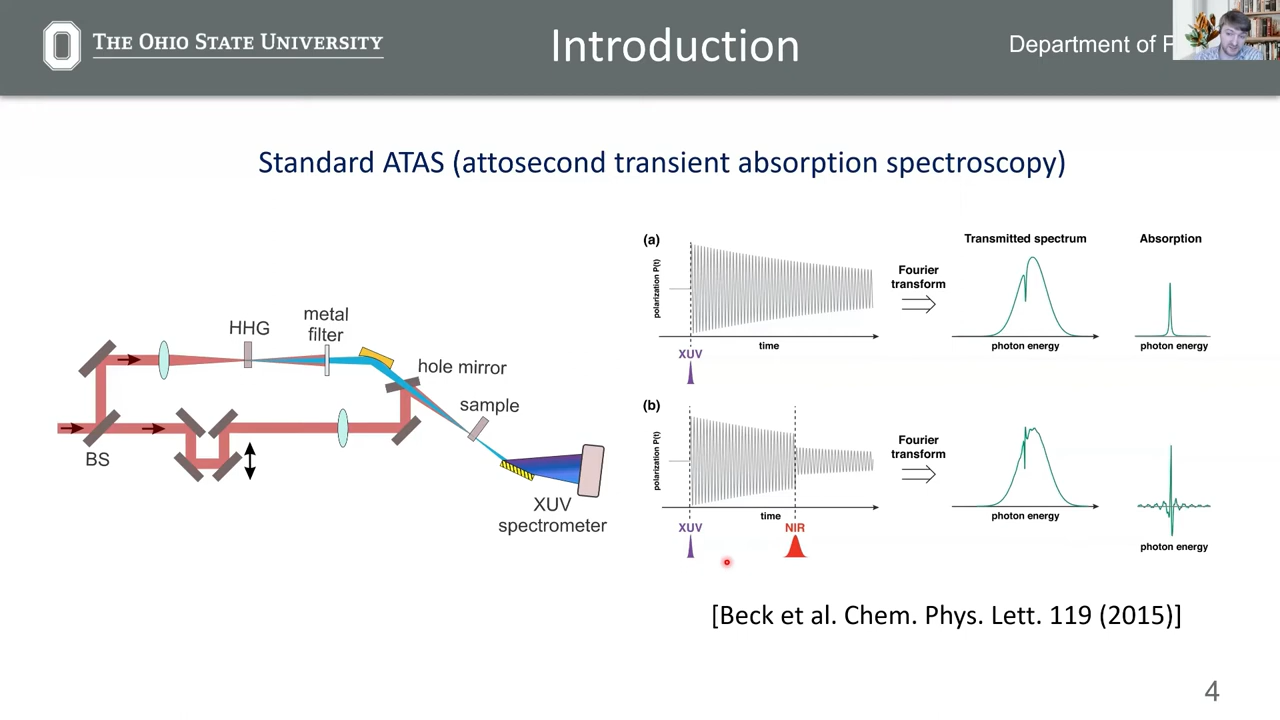 THE OHIO STATE UNIVERSITY
Introduction
Department of P
Standard ATAS (attosecond transient absorption spectroscopy)
HHG
metal
filter
hole mirror
sample
BS
XUV
spectrometer
(a)
polarization P(t)
time
XUV
Fourier
transform
Transmitted spectrum
photon energy
Absorption
photon energy
(b)
polarization P(t)
time
XUV
NIR
Fourier
transform
photon energy
photon energy
[Beck et al. Chem. Phys. Lett. 119 (2015)]
4